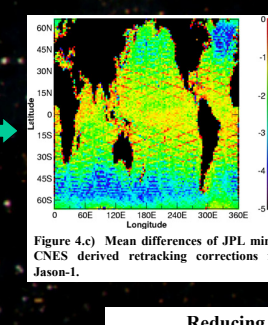 60N
45N
30N
15N
0
15S
30S
45S
60S
Latitude
0 60E 120E 180E 240E 300E 360E
Longitude
0
-1
-2
-3
-4
-5
Figure 4.c) Mean differences of JPL min
CNES derived retracking corrections
Jason-1.
Reducing